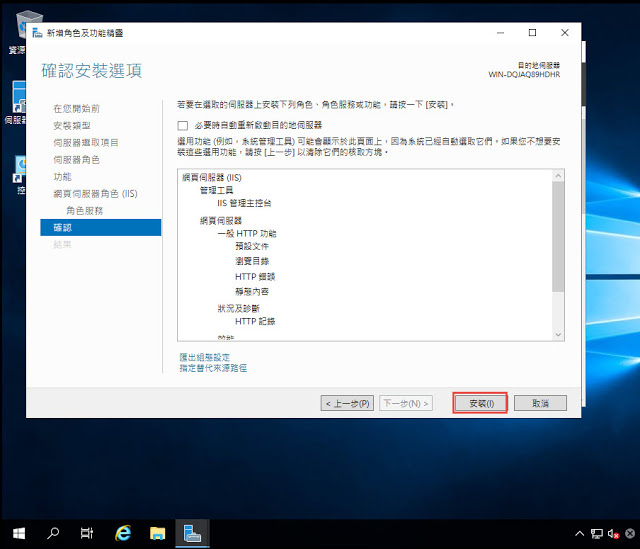 資源
伺服器
控
新增角色及功能精靈
確認安裝選項
目的地伺服器
WIN-DQJAQ89HDHR
在您開始前
安裝類型
伺服器選取項目
伺服器角色
功能
網頁伺服器角色 (IIS)
角色服務
確認
結果
若要在選取的伺服器上安裝下列角色、角色服務或功能，請按一下 [安裝]。
必要時自動重新啟動目的地伺服器
選用功能 (例如，系統管理工具) 可能會顯示於此頁面上，因為系統已經自動選取它們。如果您不想要安
裝這些選用功能，請按 [上一步] 以清除它們的核取方塊。
網頁伺服器 (IIS)
管理工具
IIS 管理主控台
網頁伺服器
一般 HTTP 功能
預設文件
瀏覽目錄
HTTP 錯誤
靜態內容
狀況及診斷
HTTP 記錄
效能
匯出組態設定
指定替代來源路徑
< 上一步(P)
下一步(N) >
安裝(I)
取消